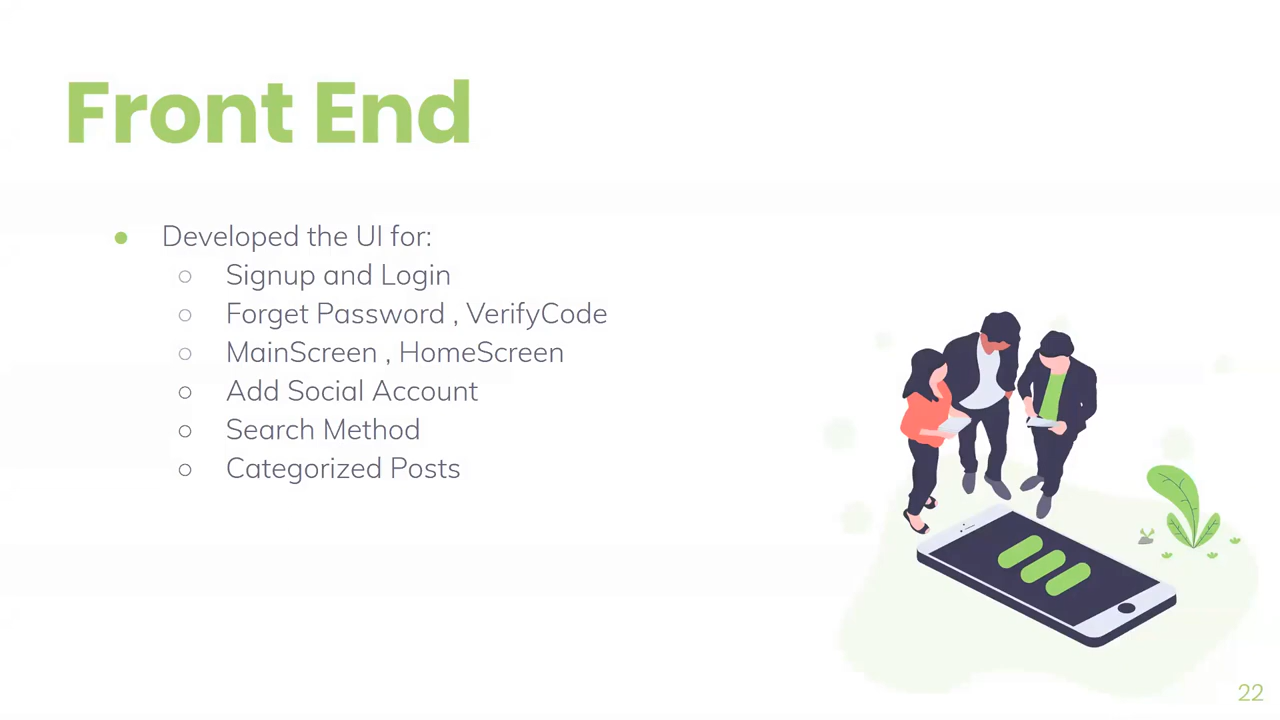 Front End
● Developed the UI for:
○ Signup and Login
○ Forget Password , VerifyCode
○ MainScreen , HomeScreen
○ Add Social Account
○ Search Method
○ Categorized Posts
22